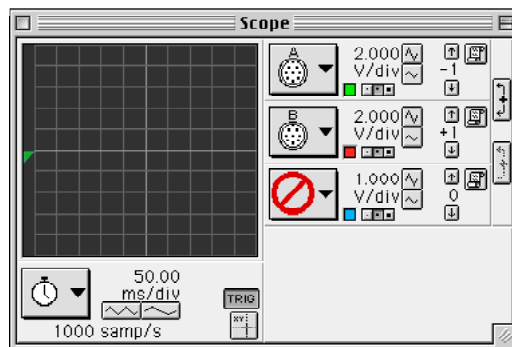 Scope
A
2.000
V/div
-1
B
2.000
V/div
+1
1.000
V/div
0
50.00
ms/div
TRIG
XY
1000 samp/s